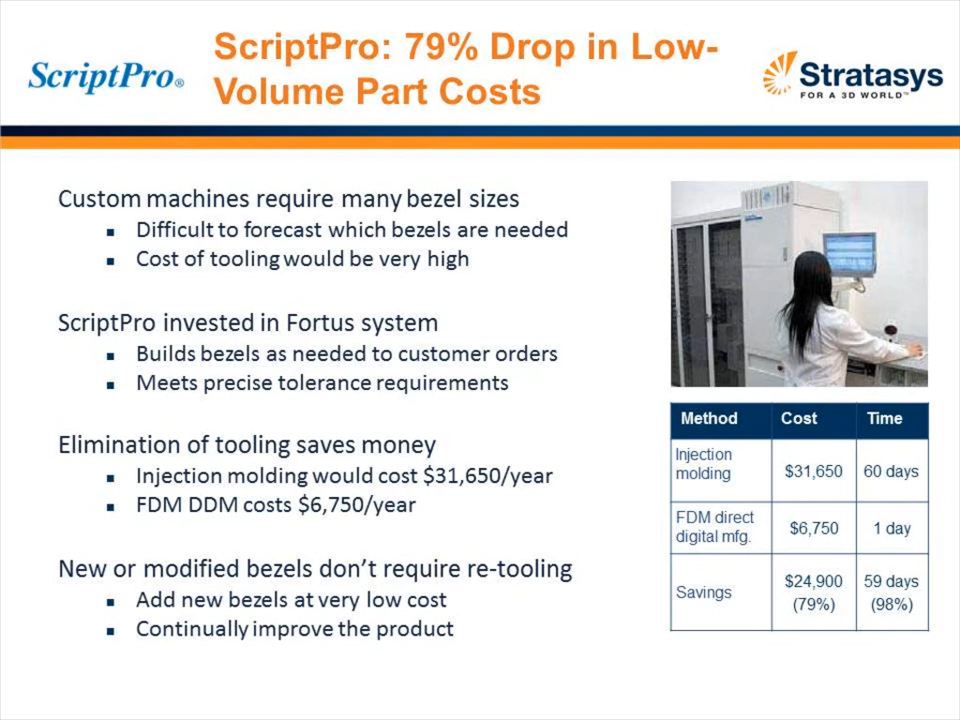 ScriptPro®
ScriptPro: 79% Drop in Low-
Volume Part Costs
Stratasys
FOR A 3D WORLD™
Custom machines require many bezel sizes
▪ Difficult to forecast which bezels are needed
▪ Cost of tooling would be very high
ScriptPro invested in Fortus system
▪ Builds bezels as needed to customer orders
▪ Meets precise tolerance requirements
Elimination of tooling saves money
▪ Injection molding would cost $31,650/year
▪ FDM DDM costs $6,750/year
New or modified bezels don’t require re-tooling
▪ Add new bezels at very low cost
▪ Continually improve the product
Method Cost Time
Injection
molding $31,650 60 days
FDM direct
digital mfg. $6,750 1 day
Savings $24,900 59 days
(79%) (98%)